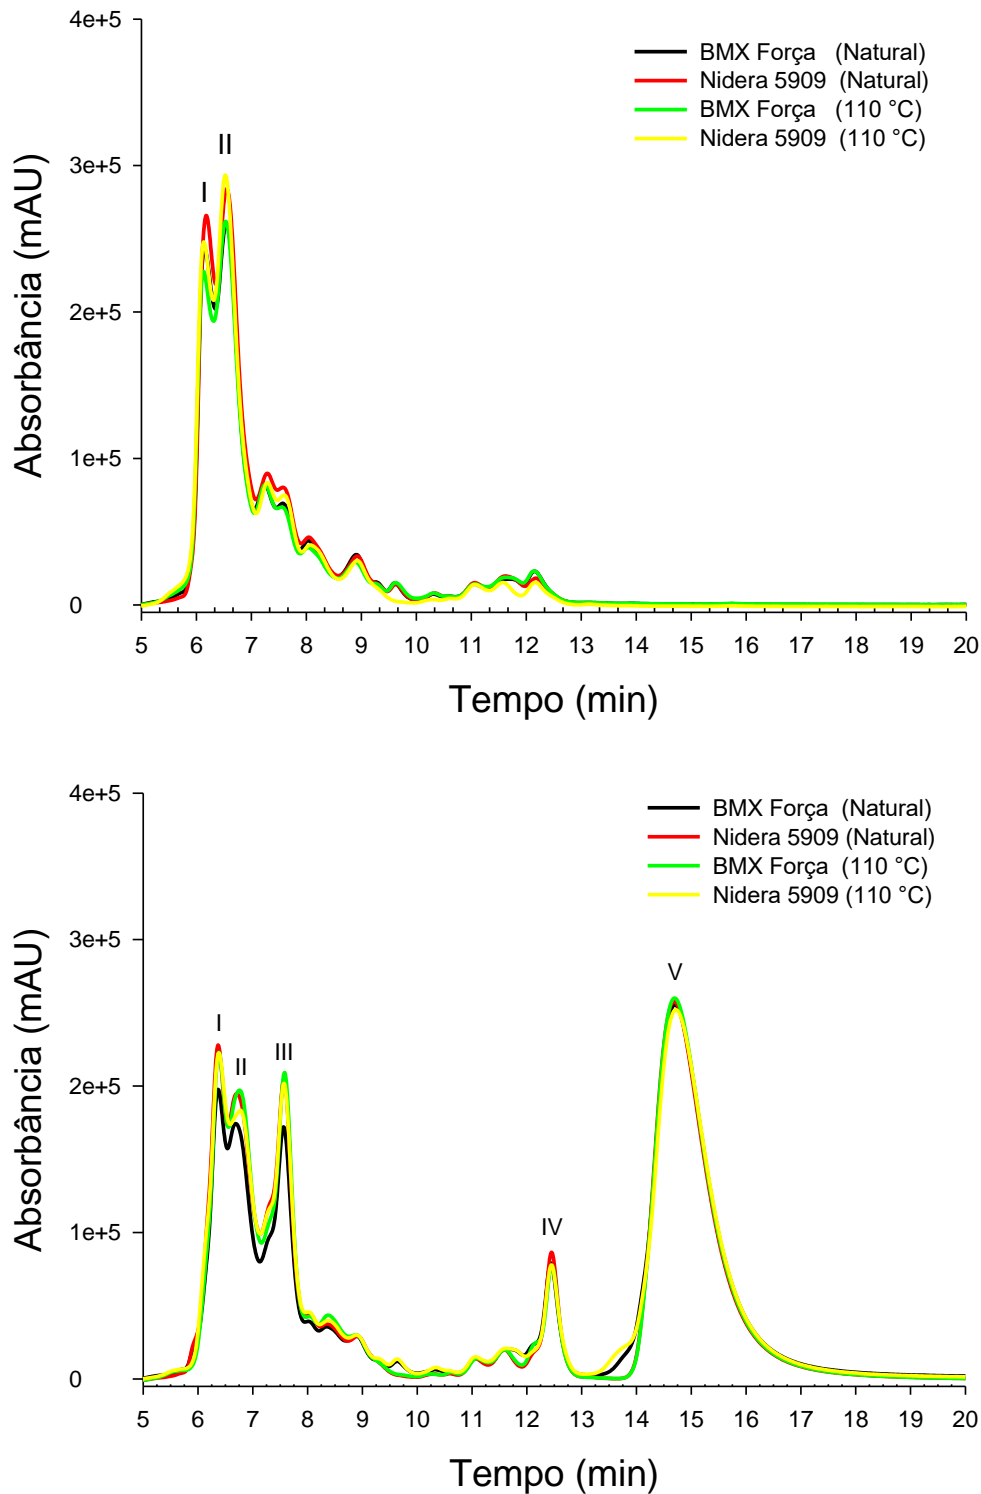 4e+5
3e+5
2e+5
1e+5
0
Absorbância (mAU)
BMX Força (Natural)
Nidera 5909 (Natural)
BMX Força (110 °C)
Nidera 5909 (110 °C)
I
II
5 6 7 8 9 10 11 12 13 14 15 16 17 18 19 20
Tempo (min)
4e+5
3e+5
2e+5
1e+5
0
Absorbância (mAU)
BMX Força (Natural)
Nidera 5909 (Natural)
BMX Força (110 °C)
Nidera 5909 (110 °C)
I
II
III
IV
V
5 6 7 8 9 10 11 12 13 14 15 16 17 18 19 20
Tempo (min)